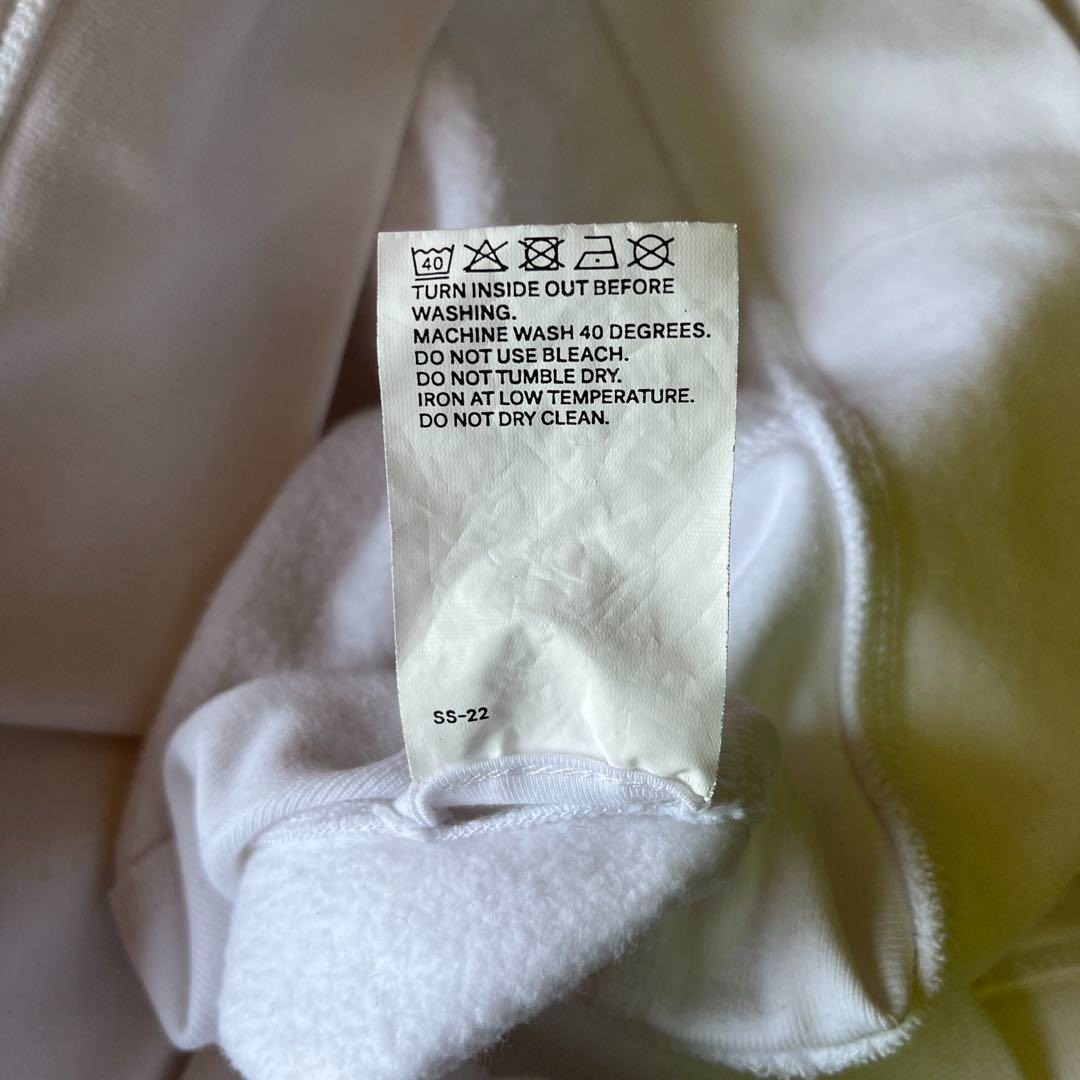 40
TURN INSIDE OUT BEFORE
WASHING.
MACHINE WASH 40 DEGREES.
DO NOT USE BLEACH.
DO NOT TUMBLE DRY.
IRON AT LOW TEMPERATURE.
DO NOT DRY CLEAN.
SS-22